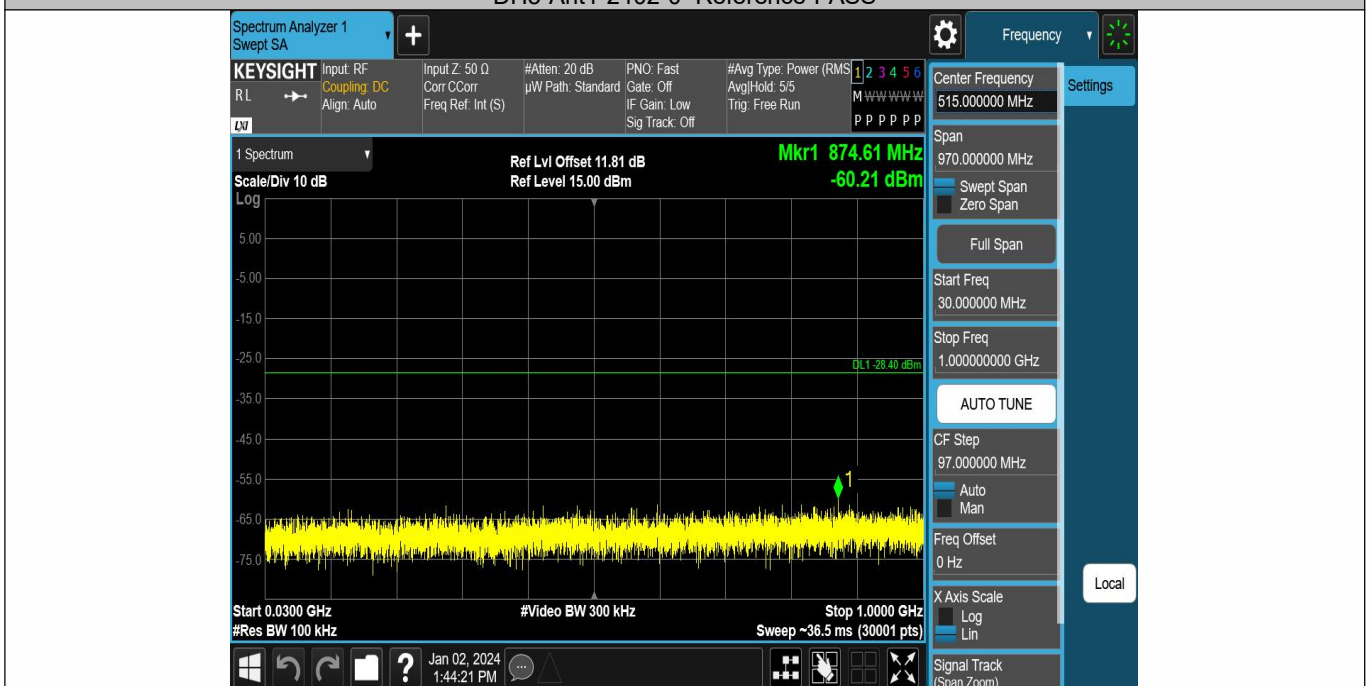 Spectrum Analyzer 1
Swept SA
+
Frequency
KEYSIGHT
RL
LXI
Input: RF
Coupling: DC
Align: Auto
Input Z: 50 Ω
Corr CCorr
Freq Ref: Int (S)
#Atten: 20 dB
µW Path: Standard
PNO: Fast
Gate: Off
IF Gain: Low
Sig Track: Off
#Avg Type: Power (RMS
Avg|Hold: 5/5
Trig: Free Run
1 2 3 4 5 6
M W W W W W
P P P P P P
Center Frequency
515.000000 MHz
Settings
1 Spectrum
Scale/Div 10 dB
Log
Ref Lvl Offset 11.81 dB
Ref Level 15.00 dBm
Mkr1 874.61 MHz
-60.21 dBm
Span
970.000000 MHz
Swept Span
Zero Span
Full Span
Start Freq
30.000000 MHz
Stop Freq
1.000000000 GHz
AUTO TUNE
CF Step
97.000000 MHz
Auto
Man
Freq Offset
0 Hz
X Axis Scale
Log
Lin
Signal Track
(Span Zoom)
Local
5.00
-5.00
-15.0
-25.0
DL1 -28.40 dBm
-35.0
-45.0
-55.0
1
-65.0
-75.0
Start 0.0300 GHz
#Video BW 300 kHz
Stop 1.0000 GHz
#Res BW 100 kHz
Sweep ~36.5 ms (30001 pts)
?
Jan 02, 2024
1:44:21 PM